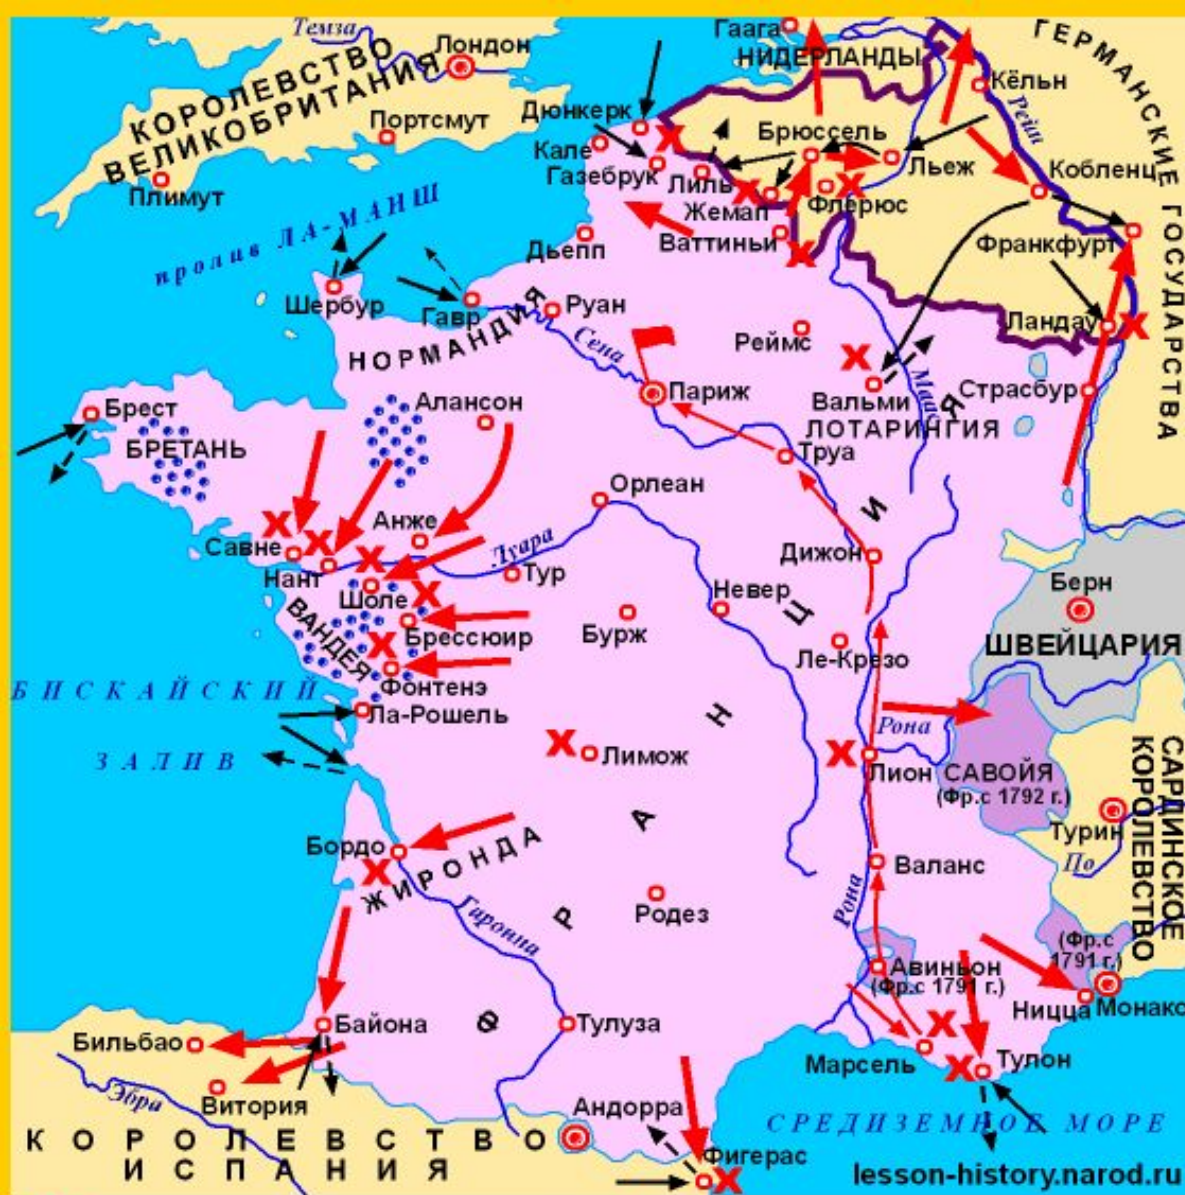 Темза
КОРОЛЕВСТВО
ВЕЛИКОБРИТАНИЯ
Лондон
Портсмут
Плимут
пролив ЛА-МАНШ
Гаага
НИДЕРЛАНДЫ
ГЕРМАНСКИЕ ГОСУДАРСТВА
Кёльн
Рейн
Дюнкерк
Брюссель
Кале
Газебрук
Лиль
Льеж
Кобленц
Жемап
Флёрюс
Ваттиньи
Франкфурт
Дьепп
Шербур
Гавр
Руан
НОРМАНДИЯ
Сена
Реймс
Ландау
Париж
Вальми
Маас
Страсбур
ЛОТАРИНГИЯ
Брест
БРЕТАНЬ
Алансон
Труа
Орлеан
Анже
Савне
Нант
Луара
Тур
Дижон
Шоле
ВАНДЕЯ
Брессюир
Фонтенэ
Невер
Бурж
Ле-Крезо
Берн
ШВЕЙЦАРИЯ
БИСКАЙСКИЙ
ЗАЛИВ
Ла-Рошель
Лимож
Рона
Лион
САВОЙЯ
(Фр.с 1792 г.)
САРДИНСКОЕ
КОРОЛЕВСТВО
Турин
По
ФРАНЦИЯ
Бордо
ЖИРОНДА
Гаронна
Родез
Валанс
Рона
Авиньон
(Фр.с 1791 г.)
(Фр.с
1791 г.)
Ницца
Монако
Байона
Тулуза
Марсель
Тулон
Бильбао
Витория
Эбра
Андорра
Фигерас
КОРОЛЕВСТВО
ИСПАНИЯ
СРЕДИЗЕМНОЕ МОРЕ
lesson-history.narod.ru